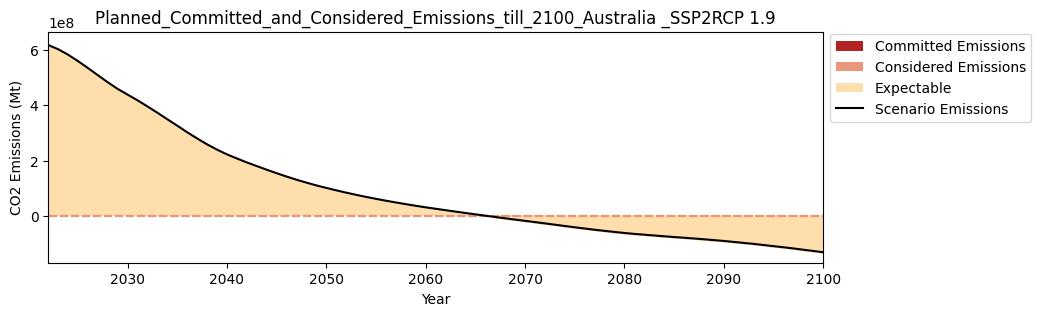 Planned_Committed_and_Considered_Emissions_till_2100_Australia _SSP2RCP 1.9
1e8
6
4
2
0
CO2 Emissions (Mt)
2030 2040 2050 2060 2070 2080 2090 2100
Year
Committed Emissions
Considered Emissions
Expectable
Scenario Emissions